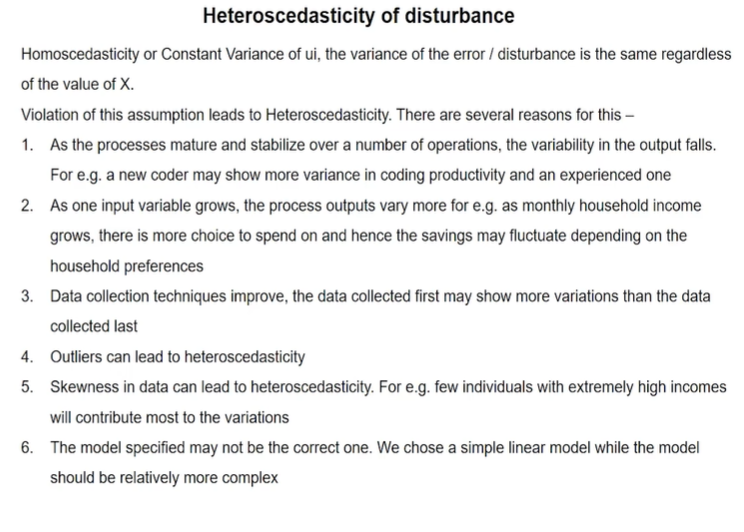 Heteroscedasticity of disturbance
Homoscedasticity or Constant Variance of ui, the variance of the error / disturbance is the same regardless
of the value of X.
Violation of this assumption leads to Heteroscedasticity. There are several reasons for this –
1. As the processes mature and stabilize over a number of operations, the variability in the output falls.
For e.g. a new coder may show more variance in coding productivity and an experienced one
2. As one input variable grows, the process outputs vary more for e.g. as monthly household income
grows, there is more choice to spend on and hence the savings may fluctuate depending on the
household preferences
3. Data collection techniques improve, the data collected first may show more variations than the data
collected last
4. Outliers can lead to heteroscedasticity
5. Skewness in data can lead to heteroscedasticity. For e.g. few individuals with extremely high incomes
will contribute most to the variations
6. The model specified may not be the correct one. We chose a simple linear model while the model
should be relatively more complex